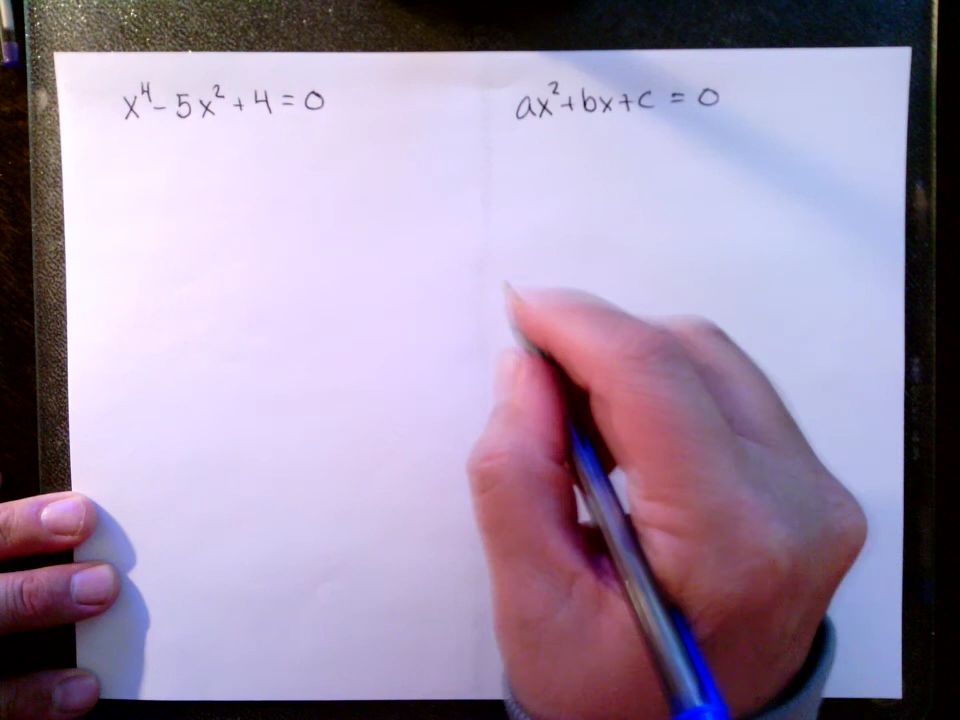 x⁴ - 5x² + 4 = 0
ax² + bx + c = 0